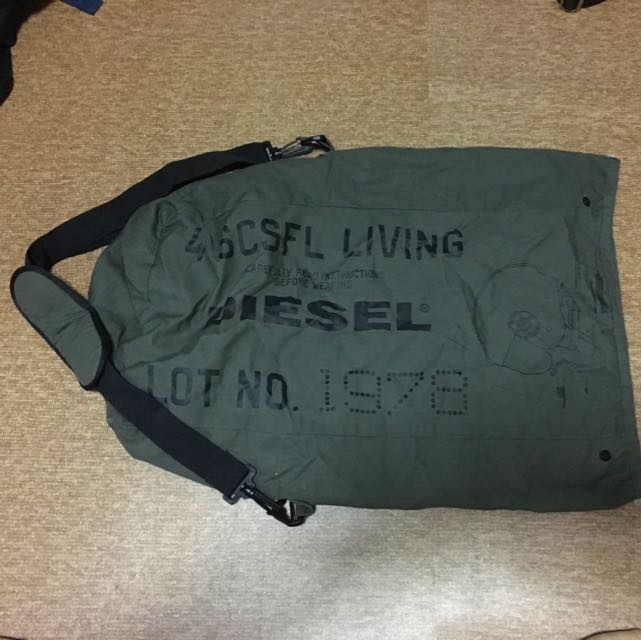 46CSFL LIVING
CAREFULLY READ INSTRUCTIONS
BEFORE WEARING
DIESEL®
LOT NO. 1978